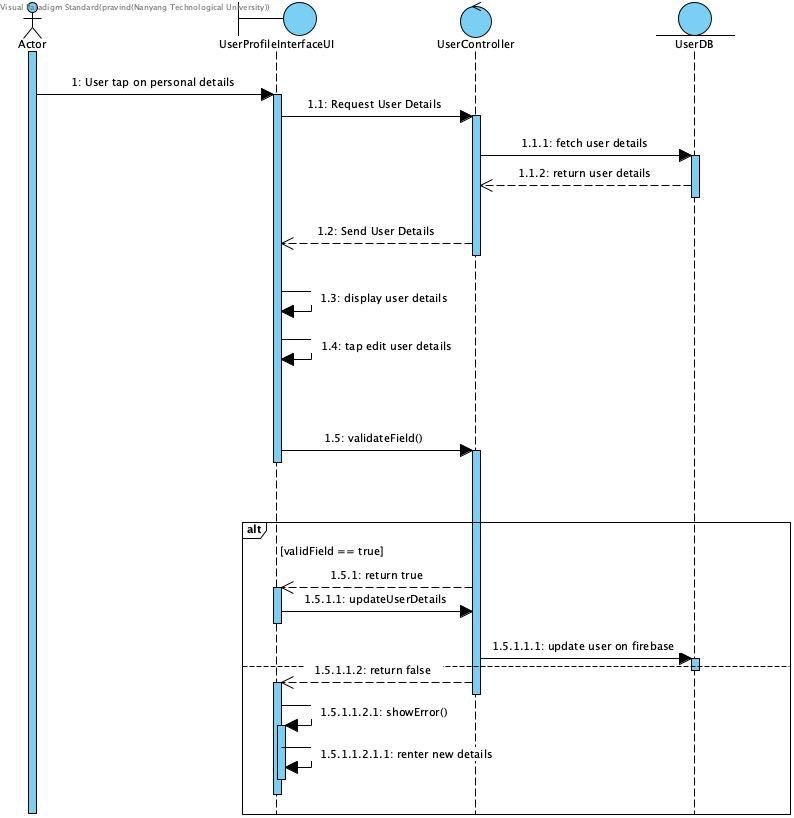 Visual Paradigm Standard(pravind(Nanyang Technological University))
Actor
UserProfileInterfaceUI
UserController
UserDB
1: User tap on personal details
1.1: Request User Details
1.1.1: fetch user details
1.1.2: return user details
1.2: Send User Details
1.3: display user details
1.4: tap edit user details
1.5: validateField()
alt
[validField == true]
1.5.1: return true
1.5.1.1: updateUserDetails
1.5.1.1.1: update user on firebase
1.5.1.1.2: return false
1.5.1.1.2.1: showError()
1.5.1.1.2.1.1: renter new details